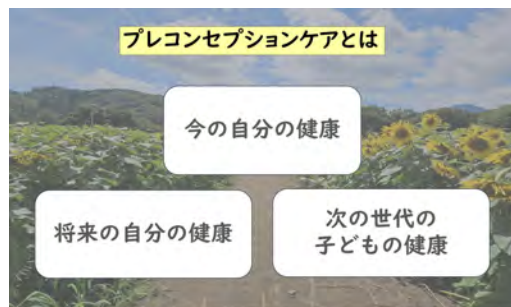 プレコンセプションケアとは
今の自分の健康
将来の自分の健康
次の世代の
子どもの健康